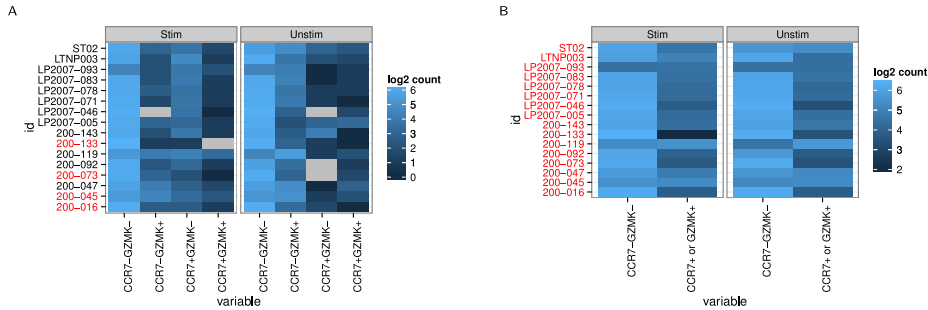 A
Stim
Unstim
ST02
LTNP003
LP2007−093
LP2007−083
LP2007−078
LP2007−071
LP2007−046
LP2007−005
200−143
200−133
200−119
200−092
200−073
200−047
200−045
200−016
id
CCR7−GZMK−
CCR7−GZMK+
CCR7+GZMK−
CCR7+GZMK+
CCR7−GZMK−
CCR7−GZMK+
CCR7+GZMK−
CCR7+GZMK+
variable
log2 count
6
5
4
3
2
1
0
B
Stim
Unstim
ST02
LTNP003
LP2007−093
LP2007−083
LP2007−078
LP2007−071
LP2007−046
LP2007−005
200−143
200−133
200−119
200−092
200−073
200−047
200−045
200−016
id
CCR7−GZMK−
CCR7+ or GZMK+
CCR7−GZMK−
CCR7+ or GZMK+
variable
log2 count
6
5
4
3
2